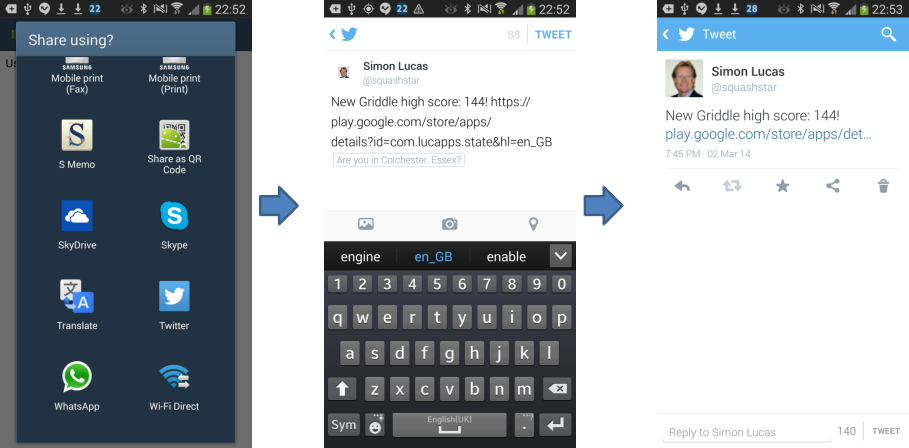 22
22:52
Share using?
Us
SAMSUNG
SAMSUNG
Mobile print
(Fax)
Mobile print
(Print)
S
S Memo
Share as QR
Code
SkyDrive
Skype
Translate
Twitter
WhatsApp
Wi-Fi Direct
22
22:52
88
TWEET
Simon Lucas
@squashstar
New Griddle high score: 144! https://
play.google.com/store/apps/
details?id=com.lucapps.state&hl=en_GB
Are you in Colchester, Essex?
engine en_GB enable
1 2 3 4 5 6 7 8 9 0
q w e r t y u i o p
a s d f g h j k l
z x c v b n m
Sym
English(UK)
.
28
22:53
Tweet
Simon Lucas
@squashstar
New Griddle high score: 144!
play.google.com/store/apps/det...
7:45 PM · 02 Mar 14
Reply to Simon Lucas
140
TWEET